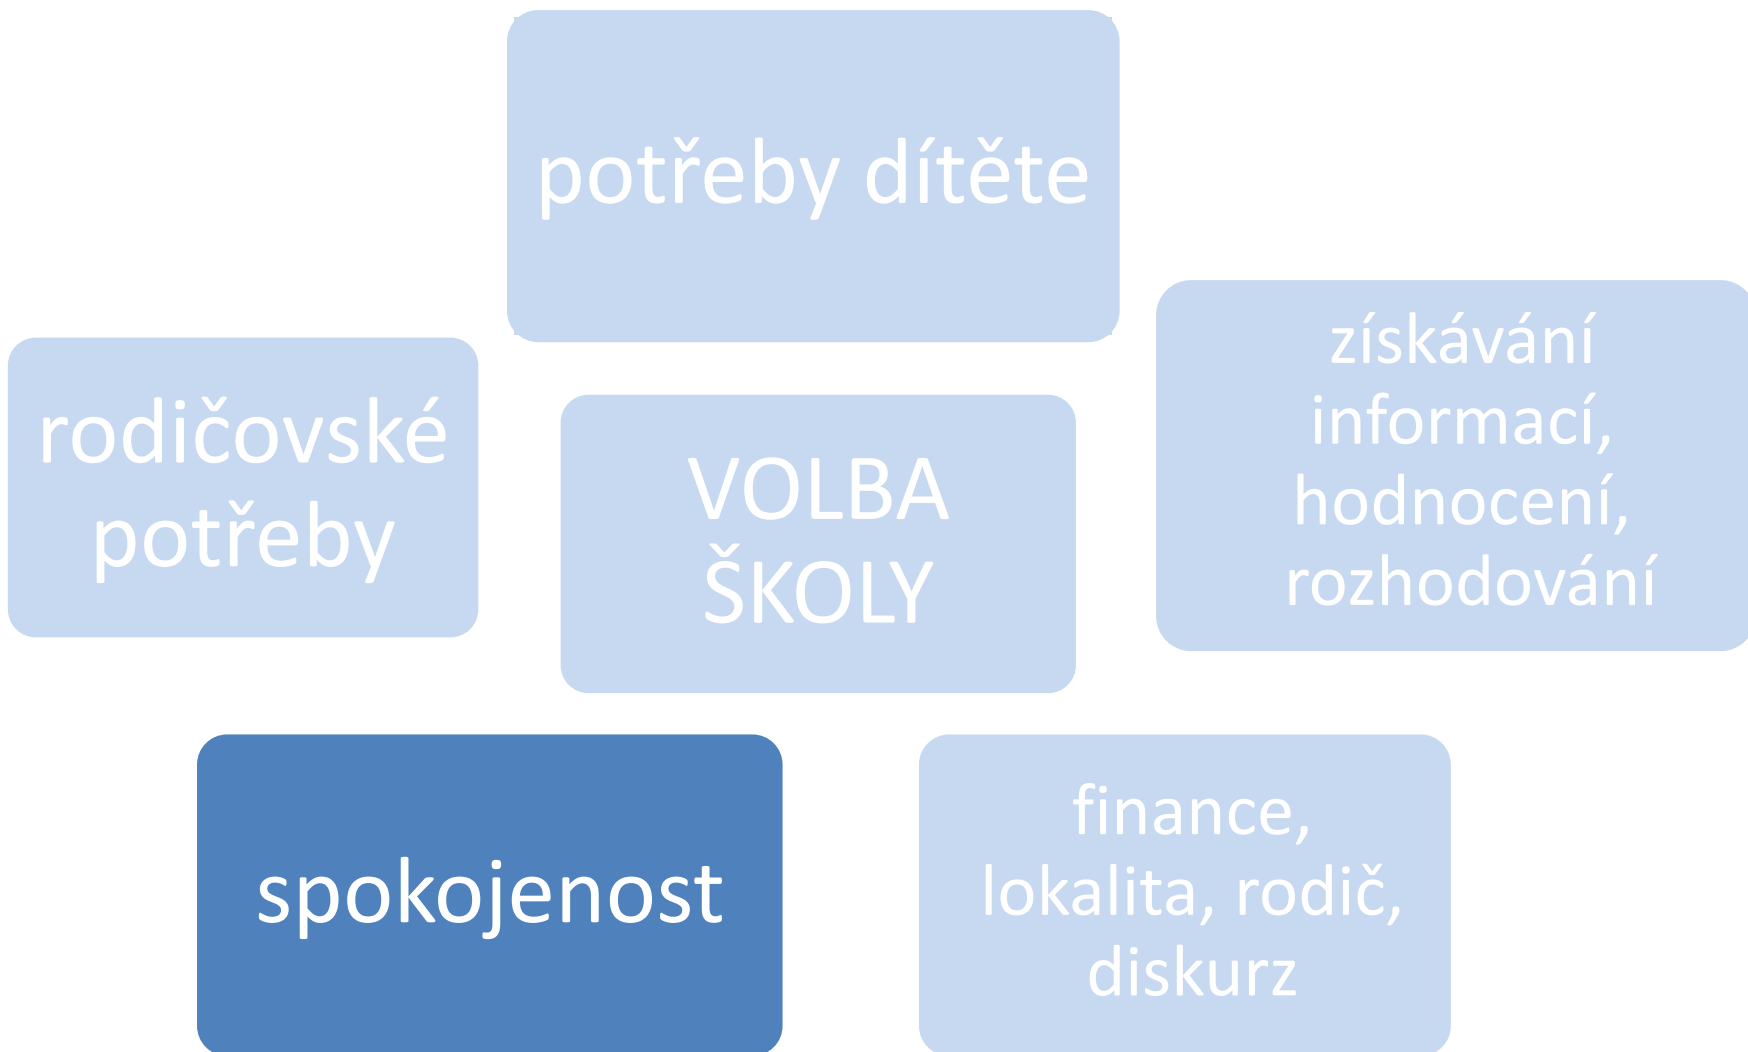 potřeby dítěte
rodičovské
potřeby
VOLBA
ŠKOLY
získávání
informací,
hodnocení,
rozhodování
spokojenost
finance,
lokalita, rodič,
diskurz